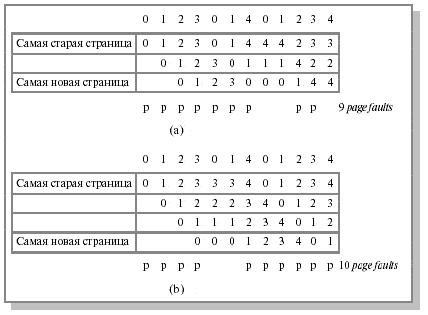 0 1 2 3 0 1 4 0 1 2 3 4
Самая старая страница 0 1 2 3 0 1 4 4 4 2 3 3
0 1 2 3 0 1 1 1 4 2 2
Самая новая страница 0 1 2 3 0 0 0 1 4 4
p p p p p p p p p 9 page faults
(a)
0 1 2 3 0 1 4 0 1 2 3 4
Самая старая страница 0 1 2 3 3 3 4 0 1 2 3 4
0 1 2 2 2 3 4 0 1 2 3
0 1 1 1 2 3 4 0 1 2
Самая новая страница 0 0 0 1 2 3 4 0 1
p p p p p p p p p p 10 page faults
(b)